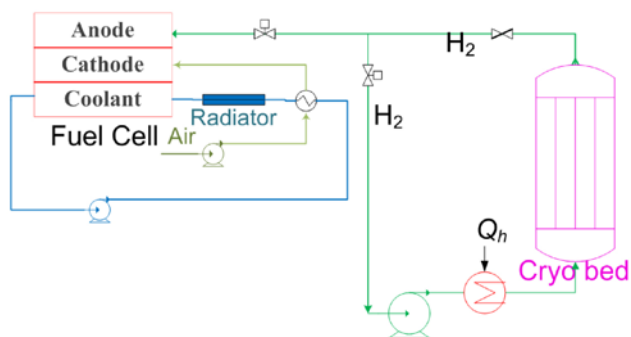 Anode
H₂
Cathode
Coolant
Radiator
H₂
Fuel Cell
Air
Qₕ
Cryo bed